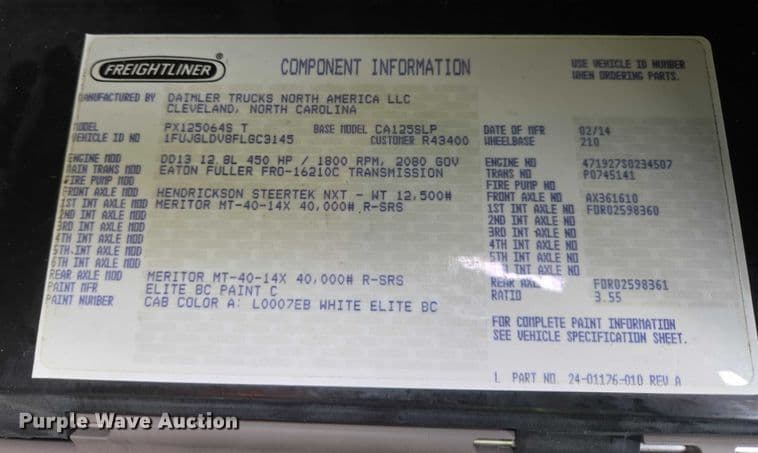 FREIGHTLINER
COMPONENT INFORMATION
USE VEHICLE ID NUMBER
WHEN ORDERING PARTS.
MANUFACTURED BY DAIMLER TRUCKS NORTH AMERICA LLC
CLEVELAND, NORTH CAROLINA
MODEL PX125064S T BASE MODEL CA125SLP DATE OF MFR 02/14
VEHICLE ID NO 1FUJGLDV8FLGC3145 CUSTOMER R43400 WHEELBASE 210
ENGINE MOD DD13 12.8L 450 HP / 1800 RPM, 2080 GOV ENGINE NO 471927S0234507
MAIN TRANS MOD EATON FULLER FRO-16210C TRANSMISSION TRANS NO P0745141
FIRE PUMP MOD FIRE PUMP NO
FRONT AXLE MOD HENDRICKSON STEERTEK NXT - WT 12,500# FRONT AXLE NO AX361610
1ST INT AXLE MOD MERITOR MT-40-14X 40,000# R-SRS 1ST INT AXLE NO FOR02598360
2ND INT AXLE MOD 2ND INT AXLE NO
3RD INT AXLE MOD 3RD INT AXLE NO
4TH INT AXLE MOD 4TH INT AXLE NO
5TH INT AXLE MOD 5TH INT AXLE NO
6TH INT AXLE MOD INT AXLE NO
REAR AXLE MOD MERITOR MT-40-14X 40,000# R-SRS REAR FOR02598361
PAINT MFR ELITE BC PAINT C RATIO 3.55
PAINT NUMBER CAB COLOR A: L0007EB WHITE ELITE BC
FOR COMPLETE PAINT INFORMATION
SEE VEHICLE SPECIFICATION SHEET.
L PART NO. 24-01176-010 REV A
Purple Wave Auction